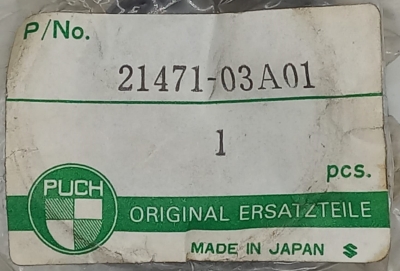 P/No.
21471-03A01
1
pcs.
PUCH
ORIGINAL ERSATZTEILE
MADE IN JAPAN